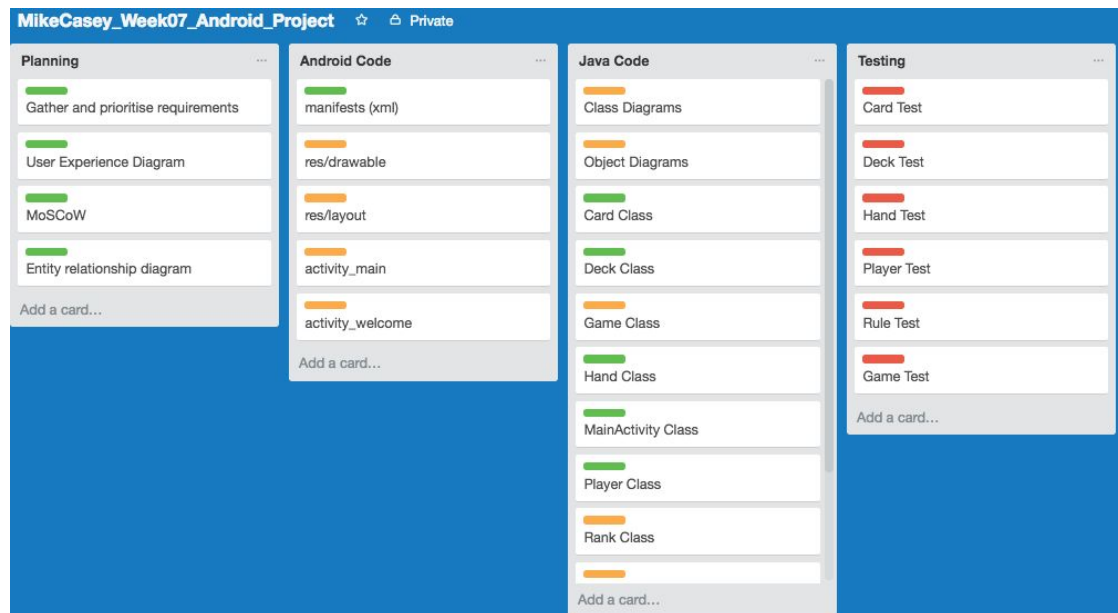 MikeCasey_Week07_Android_Project
Private
Planning
Gather and prioritise requirements
User Experience Diagram
MoSCoW
Entity relationship diagram
Add a card...
Android Code
manifests (xml)
res/drawable
res/layout
activity_main
activity_welcome
Add a card...
Java Code
Class Diagrams
Object Diagrams
Card Class
Deck Class
Game Class
Hand Class
MainActivity Class
Player Class
Rank Class
Add a card...
Testing
Card Test
Deck Test
Hand Test
Player Test
Rule Test
Game Test
Add a card...